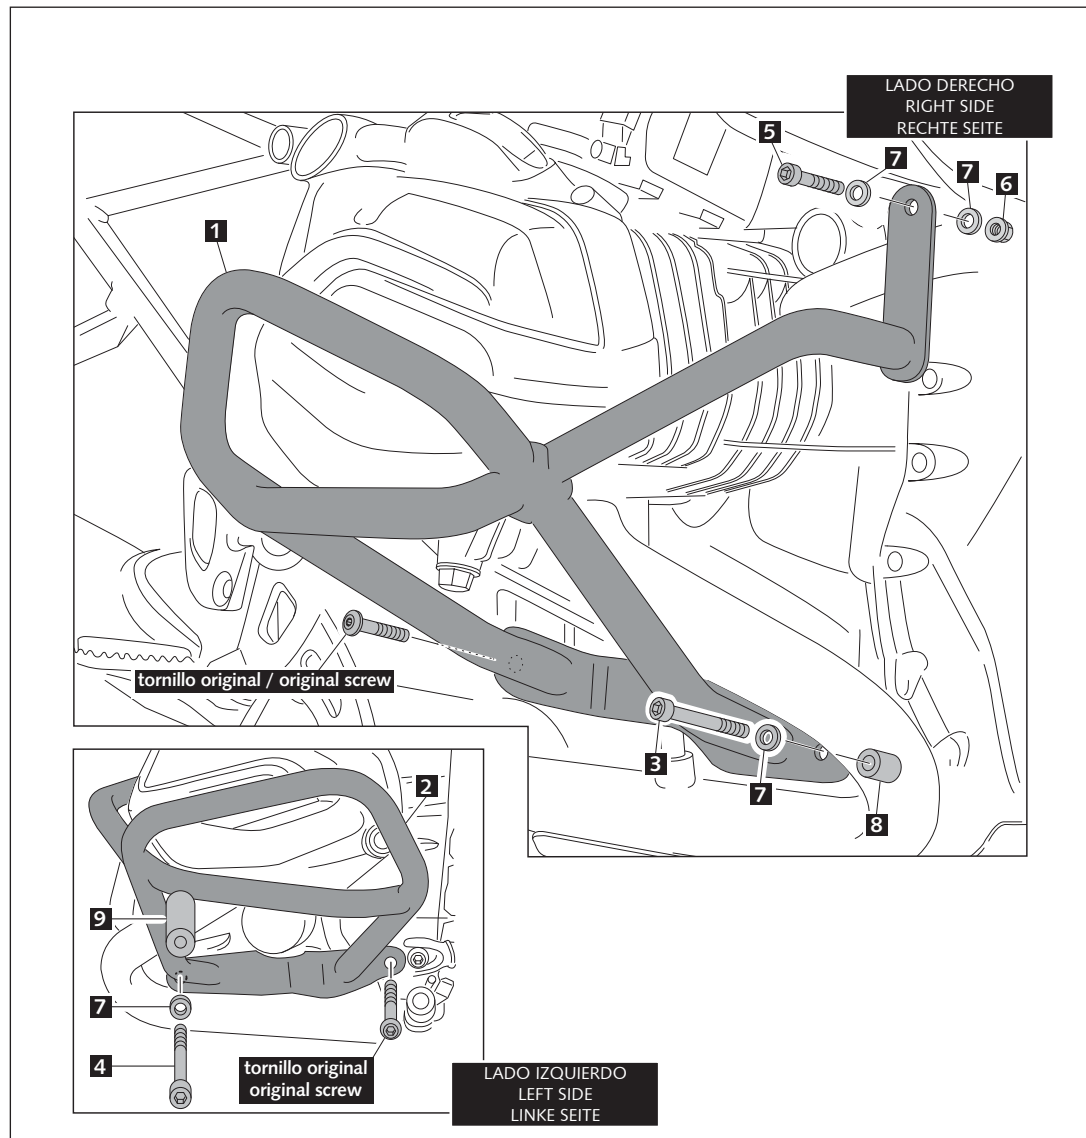 LADO DERECHO
RIGHT SIDE
RECHTE SEITE
5
7
7
6
1
tornillo original / original screw
3
7
8
2
9
7
4
tornillo original
original screw
LADO IZQUIERDO
LEFT SIDE
LINKE SEITE